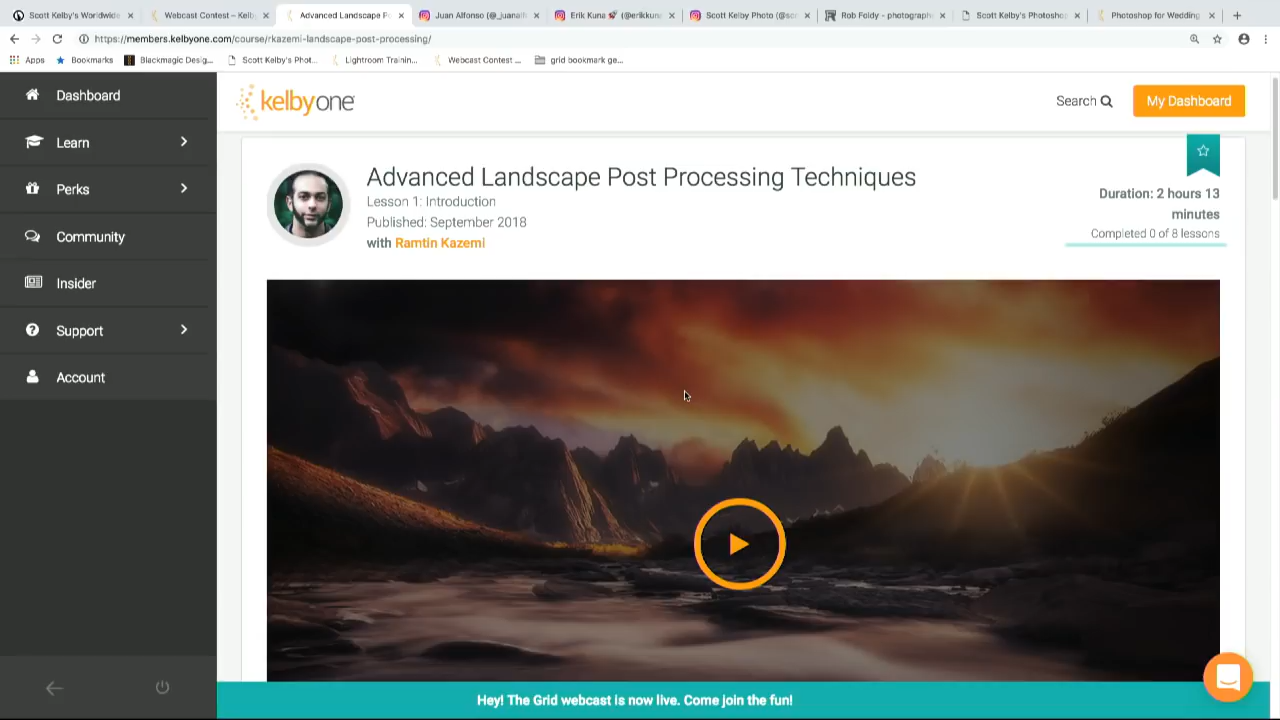 Scott Kelby's Worldwide
Webcast Contest – Kelb
Advanced Landscape P
Juan Alfonso (@_juanalf
Erik Kuna 🚀 (@erikkun
Scott Kelby Photo (@sc
Rob Foldy - photograph
Scott Kelby's Photosho
Photoshop for Wedding
https://members.kelbyone.com/course/rkazemi-landscape-post-processing/
Apps
Bookmarks
Blackmagic Desig...
Scott Kelby's Phot...
Lightroom Trainin...
Webcast Contest ...
grid bookmark ge...
Dashboard
Learn
Perks
Community
Insider
Support
Account
kelbyone
Search
My Dashboard
Advanced Landscape Post Processing Techniques
Lesson 1: Introduction
Published: September 2018
with Ramtin Kazemi
Duration: 2 hours 13
minutes
Completed 0 of 8 lessons
Hey! The Grid webcast is now live. Come join the fun!